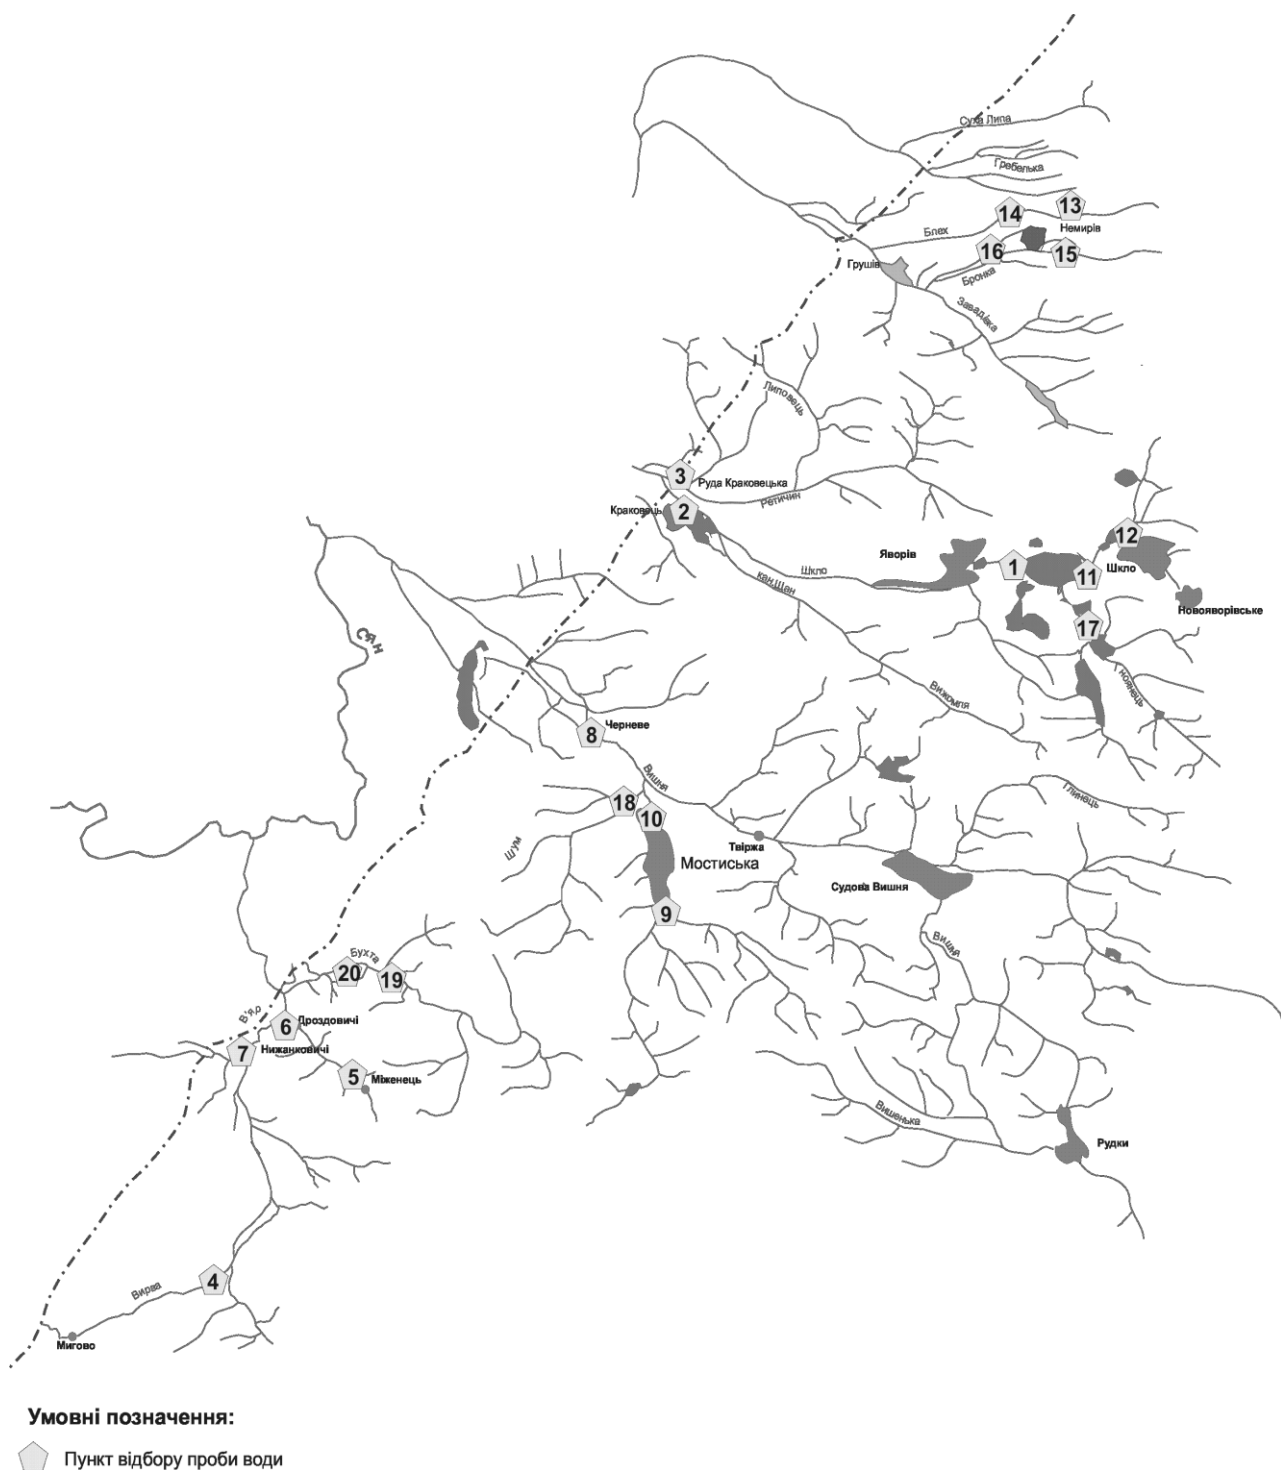 Суха Липа
Гребелька
13
14
Немирів
Блех
16
15
Грушів
Бронка
Завадівка
Липовець
3
Руда Краковецька
Ретичин
Краковець
2
12
Яворів
1
11
Шкло
Шкло
кан.Щан
Новояворівське
17
Сян
Вижомля
Гноянець
8
Черневе
Вишня
18
10
Глинець
Шум
Твіржа
Мостиська
Судова Вишня
9
Вишня
Бухта
20
19
В'яр
6
Дроздовичі
7
Нижанковичі
5
Міженець
Вишенька
Рудки
4
Вирва
Мигово
Умовні позначення:
Пункт відбору проби води